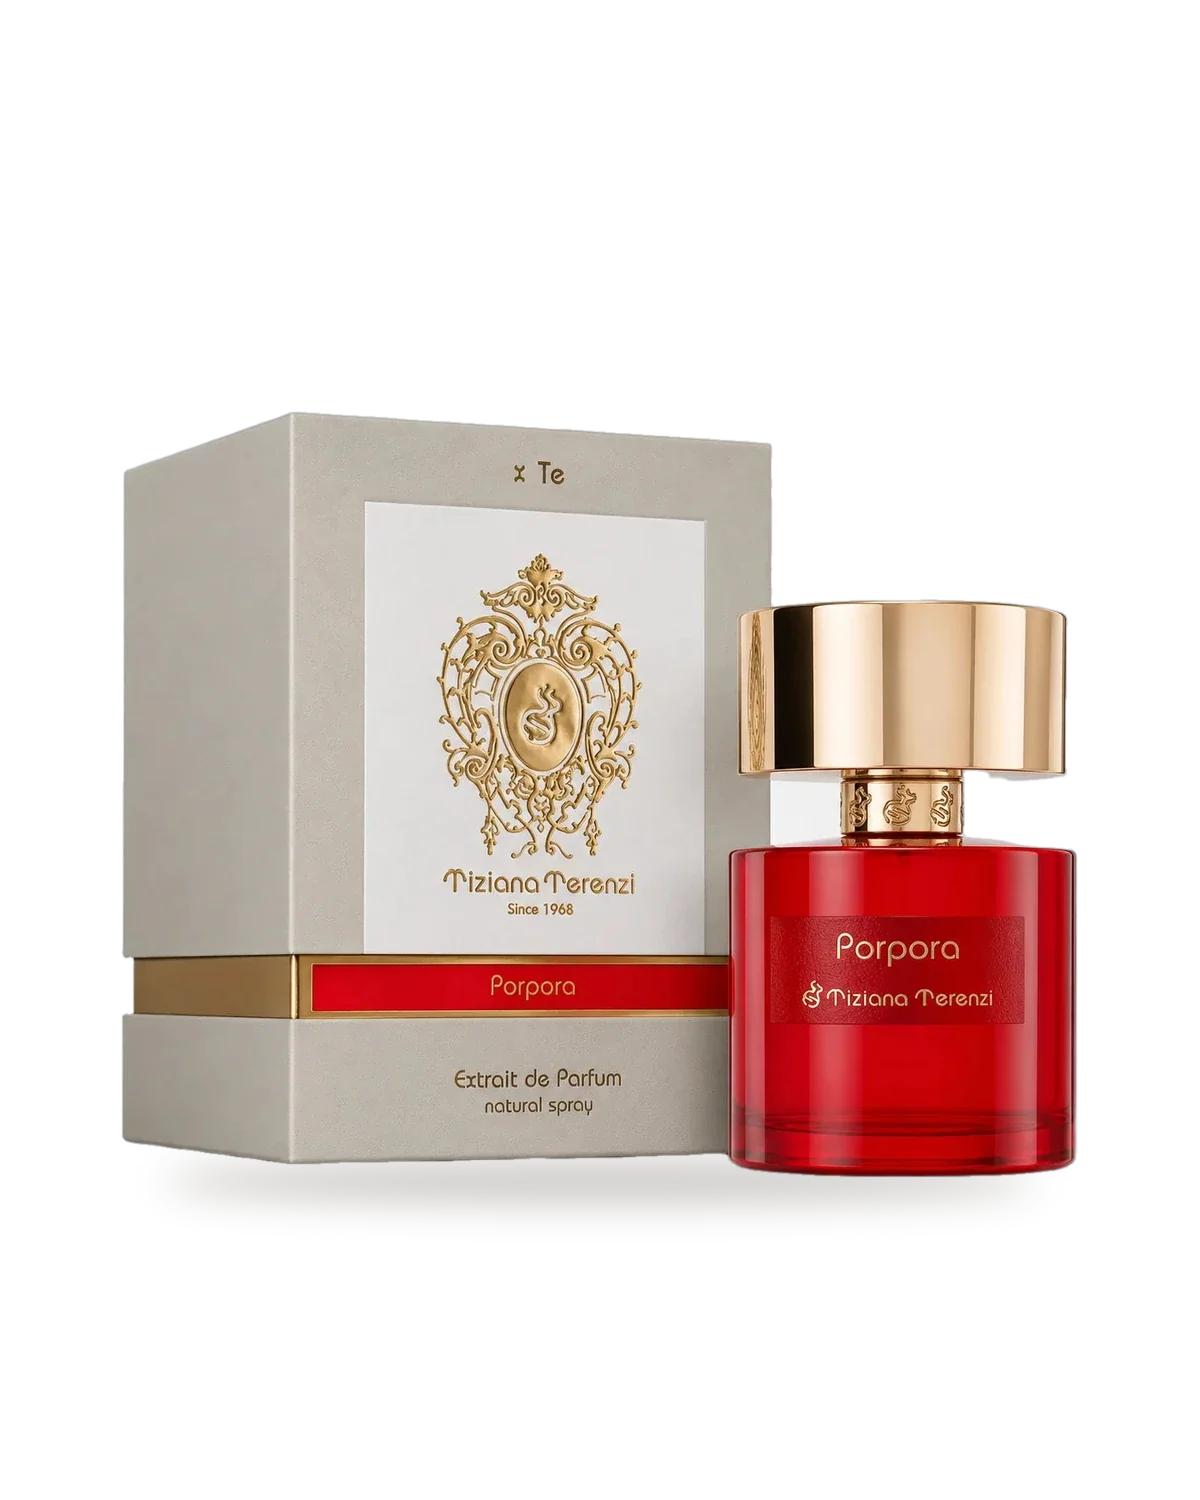 x Te
Tiziana Terenzi
Since 1968
Porpora
Extrait de Parfum
natural spray
Porpora
Tiziana Terenzi